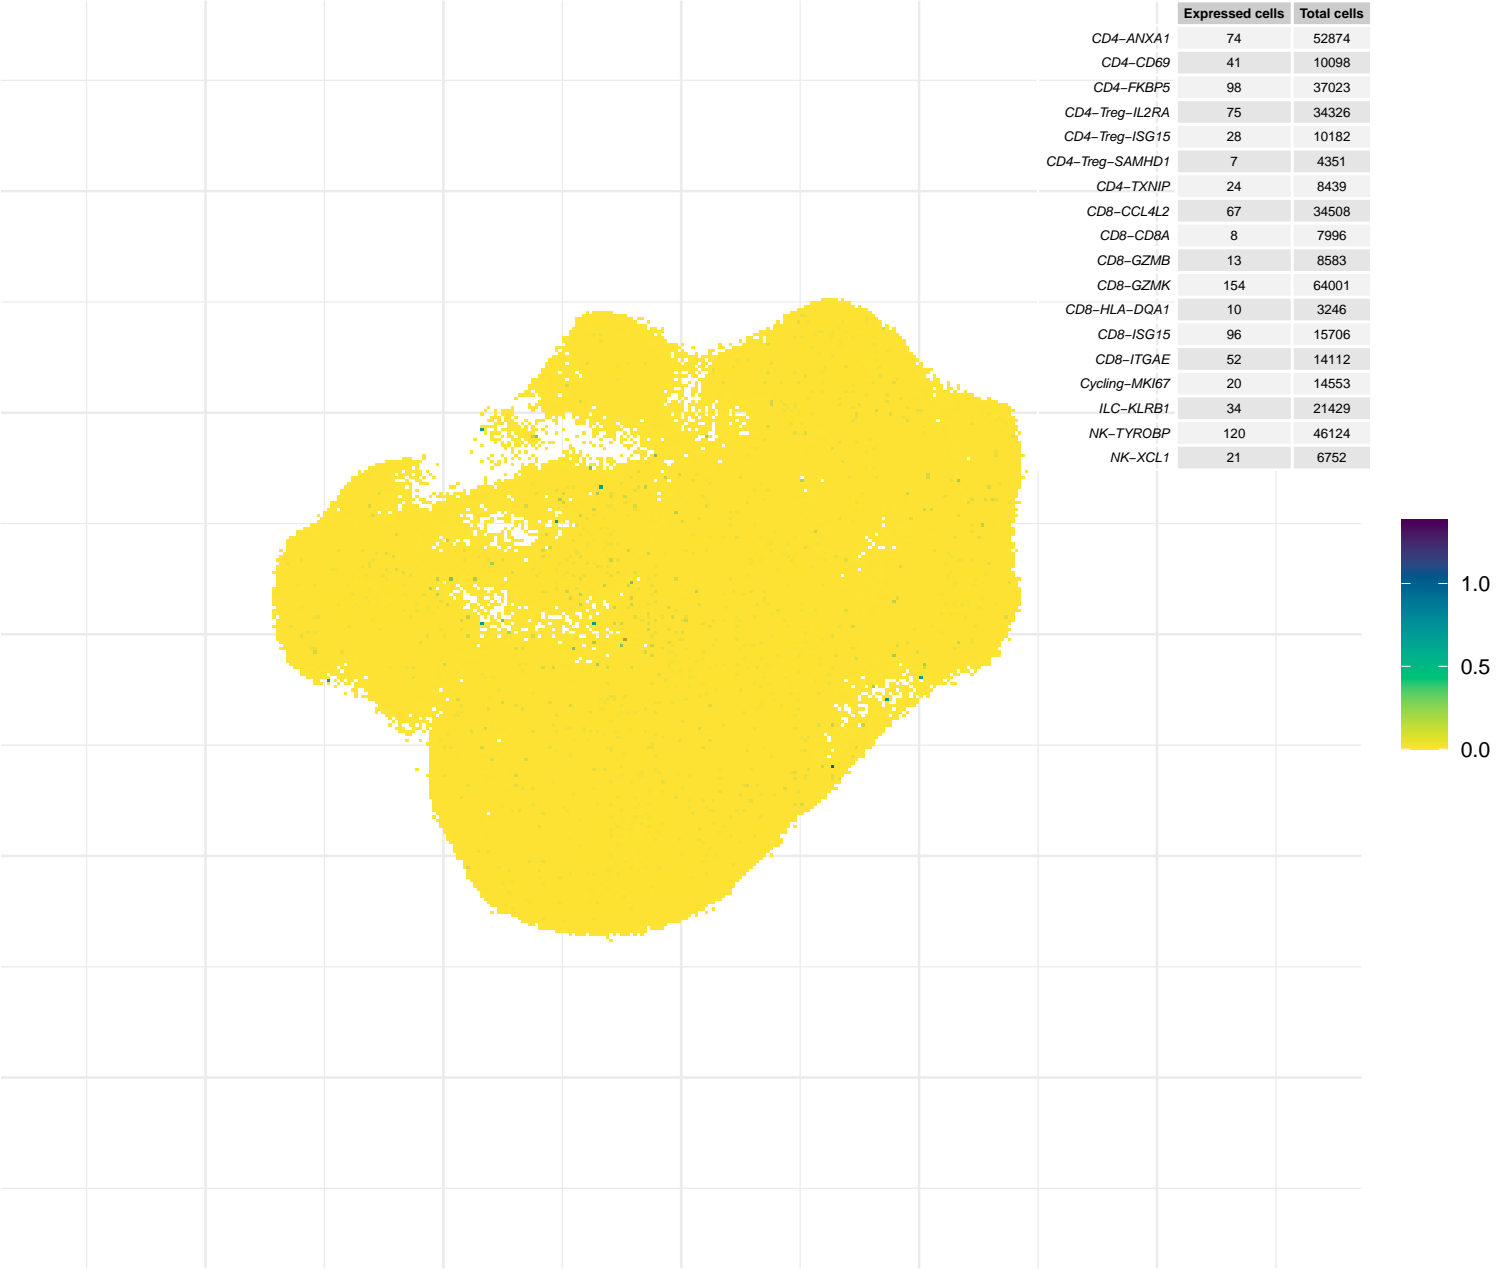 Expressed cells Total cells
CD4−ANXA1 74 52874
CD4−CD69 41 10098
CD4−FKBP5 98 37023
CD4−Treg−IL2RA 75 34326
CD4−Treg−ISG15 28 10182
CD4−Treg−SAMHD1 7 4351
CD4−TXNIP 24 8439
CD8−CCL4L2 67 34508
CD8−CD8A 8 7996
CD8−GZMB 13 8583
CD8−GZMK 154 64001
CD8−HLA−DQA1 10 3246
CD8−ISG15 96 15706
CD8−ITGAE 52 14112
Cycling−MKI67 20 14553
ILC−KLRB1 34 21429
NK−TYROBP 120 46124
NK−XCL1 21 6752
1.0
0.5
0.0